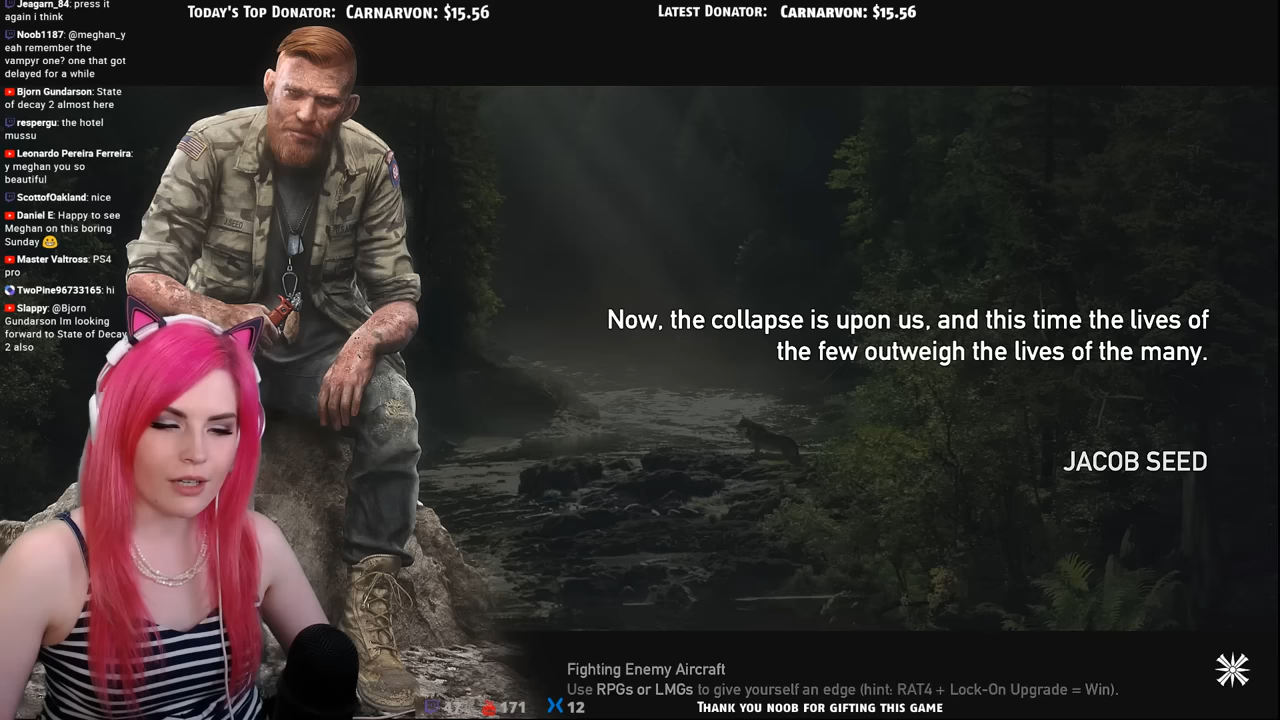 Today's Top Donator: Carnarvon: $15.56
Latest Donator: Carnarvon: $15.56
Jeagarn_84: press it
again i think
Noob1187: @meghan_y
eah remember the
vampyr one? one that got
delayed for a while
Bjorn Gundarson: State
of decay 2 almost here
respergu: the hotel
mussu
Leonardo Pereira Ferreira:
y meghan you so
beautiful
ScottofOakland: nice
Daniel E: Happy to see
Meghan on this boring
Sunday 😂
Master Valtross: PS4
pro
TwoPine96733165: hi
Slappy: @Bjorn
Gundarson Im looking
forward to State of Decay
2 also
J.SEED
Now, the collapse is upon us, and this time the lives of
the few outweigh the lives of the many.
JACOB SEED
Fighting Enemy Aircraft
Use RPGs or LMGs to give yourself an edge (hint: RAT4 + Lock-On Upgrade = Win).
47 171 12
Thank you Noob for gifting this game